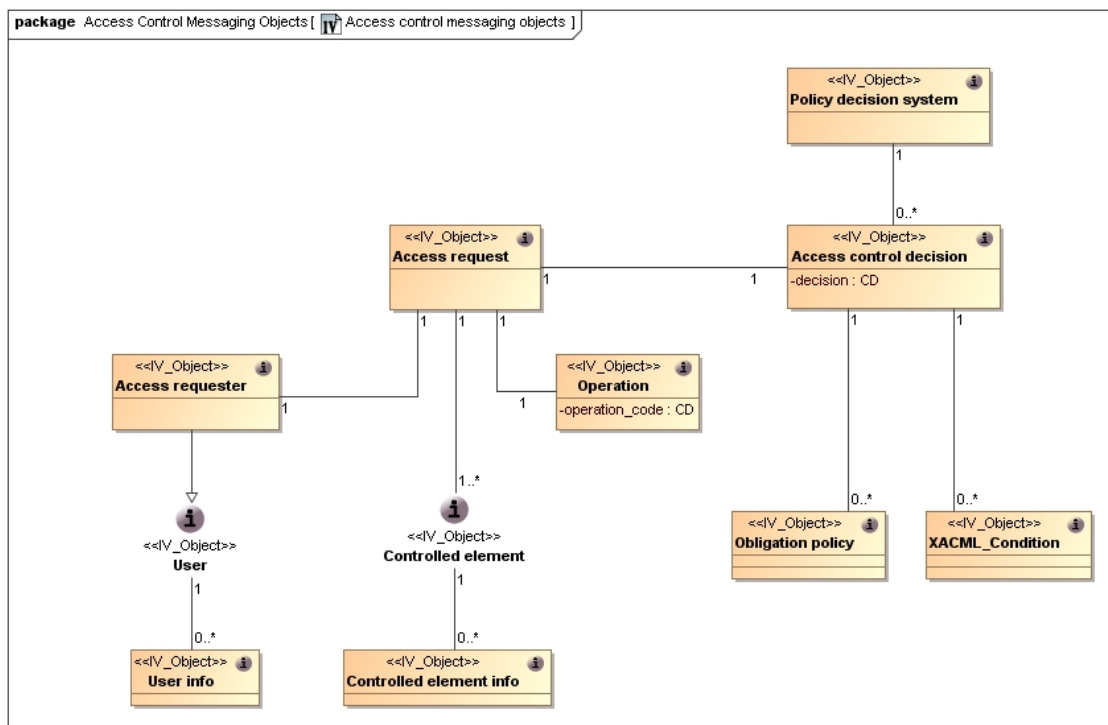 package Access Control Messaging Objects [ IV Access control messaging objects ]
<<IV_Object>> i
Policy decision system
1
0..*
<<IV_Object>> i
Access request
<<IV_Object>> i
Access control decision
-decision : CD
1
1
1
1
1
1
1
<<IV_Object>> i
Access requester
<<IV_Object>> i
Operation
-operation_code : CD
1
1
1..*
0..*
0..*
i
<<IV_Object>>
User
i
<<IV_Object>>
Controlled element
<<IV_Object>> i
Obligation policy
<<IV_Object>> i
XACML_Condition
1
1
0..*
0..*
<<IV_Object>> i
User info
<<IV_Object>> i
Controlled element info